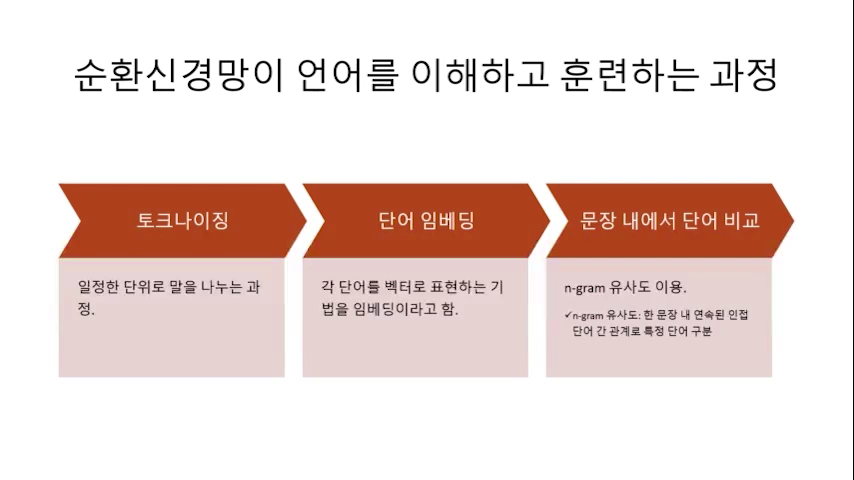 순환신경망이 언어를 이해하고 훈련하는 과정
토크나이징
일정한 단위로 말을 나누는 과
정.
단어 임베딩
각 단어를 벡터로 표현하는 기
법을 임베딩이라고 함.
문장 내에서 단어 비교
n-gram 유사도 이용.
✓n-gram 유사도: 한 문장 내 연속된 인접
단어 간 관계로 특정 단어 구분